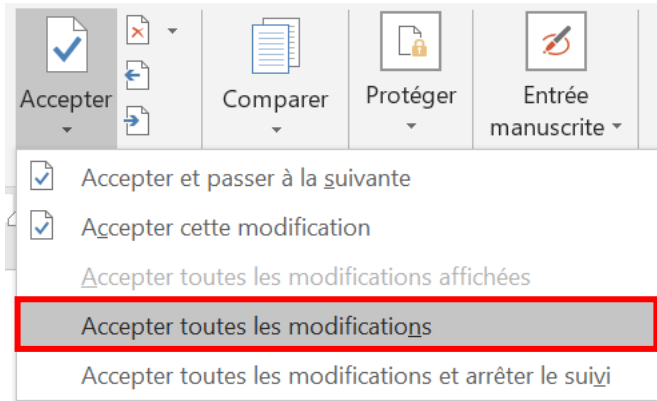 Accepter
Comparer
Protéger
Entrée
manuscrite
Accepter et passer à la suivante
Accepter cette modification
Accepter toutes les modifications affichées
Accepter toutes les modifications
Accepter toutes les modifications et arrêter le suivi